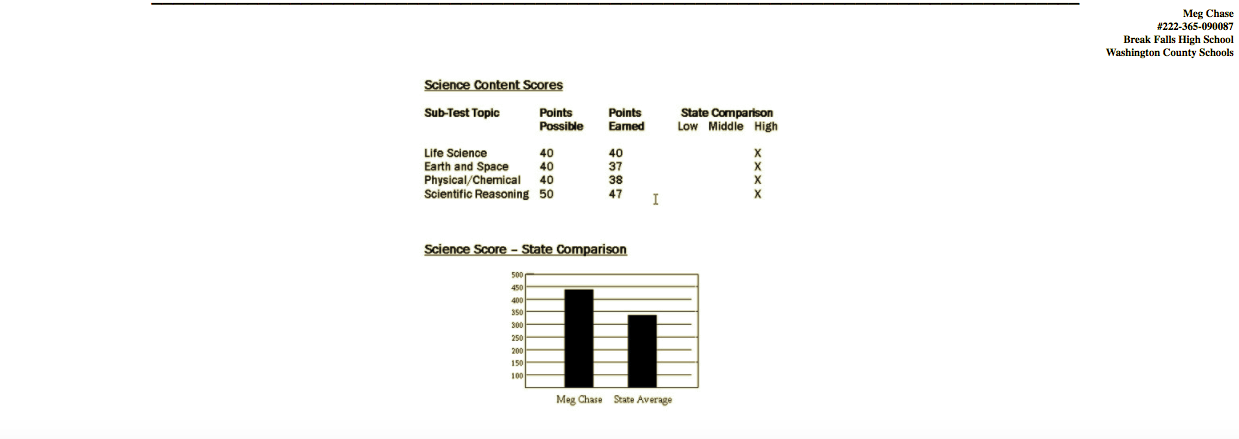 Meg Chase
#222-365-090087
Break Falls High School
Washington County Schools
Science Content Scores
Sub-Test Topic Points Possible Points Earned State Comparison
Low Middle High
Life Science 40 40 X
Earth and Space 40 37 X
Physical/Chemical 40 38 X
Scientific Reasoning 50 47 X
Science Score – State Comparison
500
450
400
350
300
250
200
150
100
Meg Chase State Average